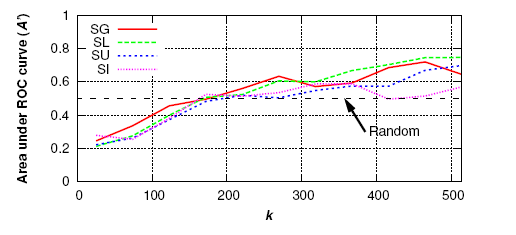 Area under ROC curve (A')
1
0.8
0.6
0.4
0.2
0
SG
SL
SU
SI
Random
0 100 200 300 400 500
k